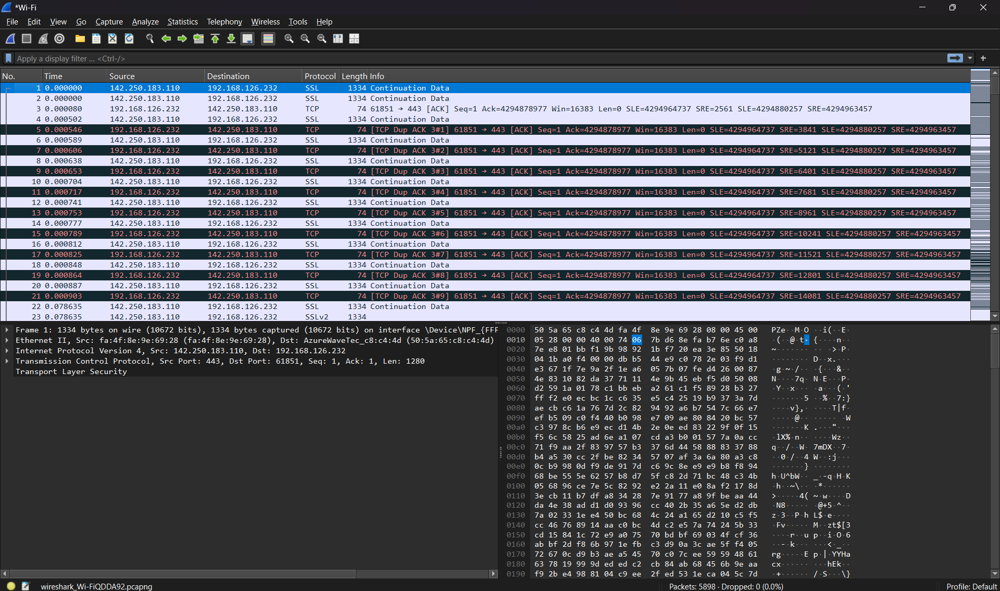 *Wi-Fi
File Edit View Go Capture Analyze Statistics Telephony Wireless Tools Help
Apply a display filter ... <Ctrl-/>
No. Time Source Destination Protocol Length Info
1 0.000000 142.250.183.110 192.168.126.232 SSL 1334 Continuation Data
2 0.000000 142.250.183.110 192.168.126.232 SSL 1334 Continuation Data
3 0.000080 192.168.126.232 142.250.183.110 TCP 74 61851 → 443 [ACK] Seq=1 Ack=4294878977 Win=16383 Len=0 SLE=4294964737 SRE=2561 SLE=4294880257 SRE=4294963457
4 0.000502 142.250.183.110 192.168.126.232 SSL 1334 Continuation Data
5 0.000546 192.168.126.232 142.250.183.110 TCP 74 [TCP Dup ACK 3#1] 61851 → 443 [ACK] Seq=1 Ack=4294878977 Win=16383 Len=0 SLE=4294964737 SRE=3841 SLE=4294880257 SRE=4294963457
6 0.000589 142.250.183.110 192.168.126.232 SSL 1334 Continuation Data
7 0.000606 192.168.126.232 142.250.183.110 TCP 74 [TCP Dup ACK 3#2] 61851 → 443 [ACK] Seq=1 Ack=4294878977 Win=16383 Len=0 SLE=4294964737 SRE=5121 SLE=4294880257 SRE=4294963457
8 0.000638 142.250.183.110 192.168.126.232 SSL 1334 Continuation Data
9 0.000653 192.168.126.232 142.250.183.110 TCP 74 [TCP Dup ACK 3#3] 61851 → 443 [ACK] Seq=1 Ack=4294878977 Win=16383 Len=0 SLE=4294964737 SRE=6401 SLE=4294880257 SRE=4294963457
10 0.000704 142.250.183.110 192.168.126.232 SSL 1334 Continuation Data
11 0.000717 192.168.126.232 142.250.183.110 TCP 74 [TCP Dup ACK 3#4] 61851 → 443 [ACK] Seq=1 Ack=4294878977 Win=16383 Len=0 SLE=4294964737 SRE=7681 SLE=4294880257 SRE=4294963457
12 0.000741 142.250.183.110 192.168.126.232 SSL 1334 Continuation Data
13 0.000753 192.168.126.232 142.250.183.110 TCP 74 [TCP Dup ACK 3#5] 61851 → 443 [ACK] Seq=1 Ack=4294878977 Win=16383 Len=0 SLE=4294964737 SRE=8961 SLE=4294880257 SRE=4294963457
14 0.000777 142.250.183.110 192.168.126.232 SSL 1334 Continuation Data
15 0.000789 192.168.126.232 142.250.183.110 TCP 74 [TCP Dup ACK 3#6] 61851 → 443 [ACK] Seq=1 Ack=4294878977 Win=16383 Len=0 SLE=4294964737 SRE=10241 SLE=4294880257 SRE=4294963457
16 0.000812 142.250.183.110 192.168.126.232 SSL 1334 Continuation Data
17 0.000825 192.168.126.232 142.250.183.110 TCP 74 [TCP Dup ACK 3#7] 61851 → 443 [ACK] Seq=1 Ack=4294878977 Win=16383 Len=0 SLE=4294964737 SRE=11521 SLE=4294880257 SRE=4294963457
18 0.000848 142.250.183.110 192.168.126.232 SSL 1334 Continuation Data
19 0.000864 192.168.126.232 142.250.183.110 TCP 74 [TCP Dup ACK 3#8] 61851 → 443 [ACK] Seq=1 Ack=4294878977 Win=16383 Len=0 SLE=4294964737 SRE=12801 SLE=4294880257 SRE=4294963457
20 0.000887 142.250.183.110 192.168.126.232 SSL 1334 Continuation Data
21 0.000903 192.168.126.232 142.250.183.110 TCP 74 [TCP Dup ACK 3#9] 61851 → 443 [ACK] Seq=1 Ack=4294878977 Win=16383 Len=0 SLE=4294964737 SRE=14081 SLE=4294880257 SRE=4294963457
22 0.078635 142.250.183.110 192.168.126.232 SSL 1334 Continuation Data
23 0.078635 142.250.183.110 192.168.126.232 SSLv2 1334
Frame 1: 1334 bytes on wire (10672 bits), 1334 bytes captured (10672 bits) on interface \Device\NPF_{FFF
Ethernet II, Src: fa:4f:8e:9e:69:28 (fa:4f:8e:9e:69:28), Dst: AzureWaveTec_c8:c4:4d (50:5a:65:c8:c4:4d)
Internet Protocol Version 4, Src: 142.250.183.110, Dst: 192.168.126.232
Transmission Control Protocol, Src Port: 443, Dst Port: 61851, Seq: 1, Ack: 1, Len: 1280
Transport Layer Security
0000 50 5a 65 c8 c4 4d fa 4f 8e 9e 69 28 08 00 45 00 PZe··M·O ··i(··E·
0010 05 28 00 00 40 00 74 06 7b d6 8e fa b7 6e c0 a8 ·(··@·t· {····n··
0020 7e e8 01 bb f1 9b 98 92 1b f7 20 ea 3e 85 50 18 ~······· ·· ·>·P·
0030 04 1b a0 f4 00 00 db b5 44 e9 c0 78 2e 03 f9 d1 ········ D··x.···
0040 e3 67 1f 7e 9a 2f 1e a6 05 7b 07 fe d4 26 00 87 ·g·~·/·· ·{···&··
0050 4e 83 10 82 da 37 71 11 4e 9b 45 eb f5 d0 50 08 N····7q· N·E···P·
0060 d2 59 1a 01 78 c1 bb eb a2 61 c1 f5 89 28 b3 27 ·Y··x··· ·a···(·'
0070 ff f2 e0 ec bc 1c c6 35 e5 c4 25 19 b9 37 3a 7d ·······5 ··%··7:}
0080 ae cb c6 1a 76 7d 2c 82 94 92 a6 b7 54 7c 66 e7 ····v},· ····T|f·
0090 ef b5 09 c0 f4 40 b0 98 e7 09 ae 80 84 20 bc 57 ·····@·· ····· ·W
00a0 c3 97 8c b6 e9 ec d1 4b 2e 0e ed 83 22 9f 0f 15 ·······K .···"···
00b0 f5 6c 58 25 ad 6e a1 07 cd a3 b0 01 57 7a 0a cc ·lX%·n·· ····Wz··
00c0 71 f9 aa 2f 83 97 57 b3 37 6d 44 58 88 83 37 88 q··/··W· 7mDX··7·
00d0 b4 a5 30 cc 2f be 82 34 57 07 af 3a 6a 80 a3 c8 ··0·/··4 W··:j···
00e0 0c b9 98 0d f9 de 91 7d c6 9c 8e e9 e9 b8 f8 94 ·······} ········
00f0 68 be 55 5e 62 57 b8 d7 5f c8 2d 71 bc 48 c3 4b h·U^bW·· _·-q·H·K
0100 05 68 96 ce 7e 5c 82 92 e2 2a 11 e0 8a f2 17 8d ·h··~\·· ·*······
0110 3e cb 11 b7 df a8 34 28 7e 91 77 a8 9f be aa 44 >·····4( ~·w····D
0120 da 4e 38 ad d1 d0 93 96 cc 40 2b 35 a6 5e d2 db ·N8····· ·@+5·^··
0130 7a 02 33 1e e4 50 bc 68 4c 24 a1 65 d2 10 c5 f5 z·3··P·h L$·e····
0140 cc 46 76 89 14 aa c0 bc 4d c2 e5 7a 74 24 5b 33 ·Fv····· M··zt$[3
0150 cd 15 84 1c 72 e9 a0 75 70 bd bf 69 03 4f cf 36 ····r··u p··i·O·6
0160 ab bf 2d f8 6b 97 1e fb c3 d9 0a 3c ae 5f f4 05 ··-·k··· ···<·_··
0170 72 67 0c d9 b3 ae a5 45 70 c0 7c ee 59 59 48 61 rg·····E p·|·YYHa
0180 63 78 19 99 9d ed ed c2 cb 84 ab 68 45 6b 9e aa cx······ ···hEk··
0190 f9 2b e4 98 81 04 c9 ee 2f ed 53 1e ca 04 5c 7d ·+······ /·S···\}
wireshark_Wi-FiQDDA92.pcapng
Packets: 5898 · Dropped: 0 (0.0%)
Profile: Default